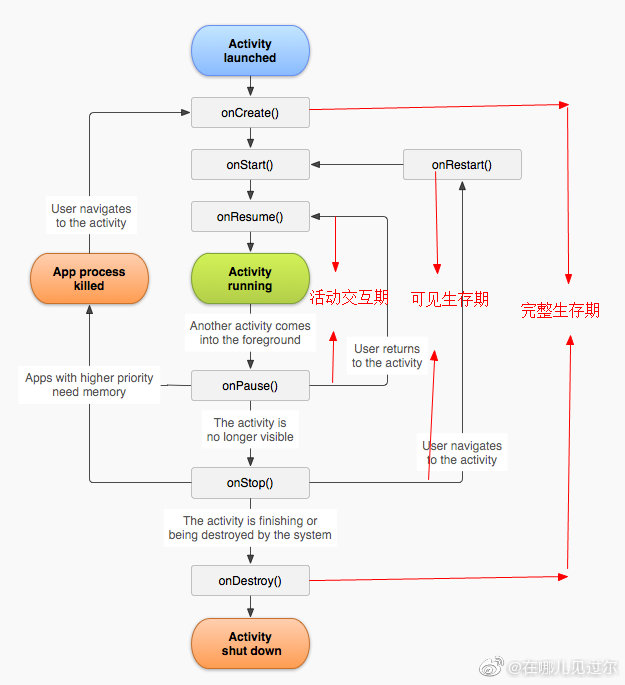 Activity
launched
onCreate()
onStart()
onRestart()
User navigates
to the activity
onResume()
App process
killed
Activity
running
活动交互期
可见生存期
完整生存期
Another activity comes
into the foreground
User returns
to the activity
Apps with higher priority
need memory
onPause()
The activity is
no longer visible
User navigates
to the activity
onStop()
The activity is finishing or
being destroyed by the system
onDestroy()
Activity
shut down
@在哪儿见过尔